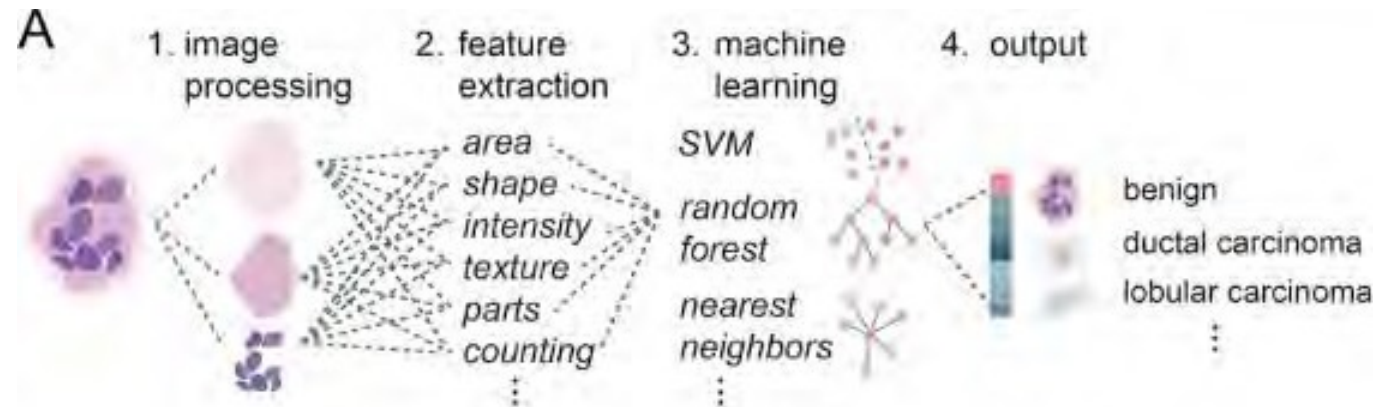 A
1. image
processing
2. feature
extraction
3. machine
learning
4. output
area
shape
intensity
texture
parts
counting
SVM
random
forest
nearest
neighbors
benign
ductal carcinoma
lobular carcinoma